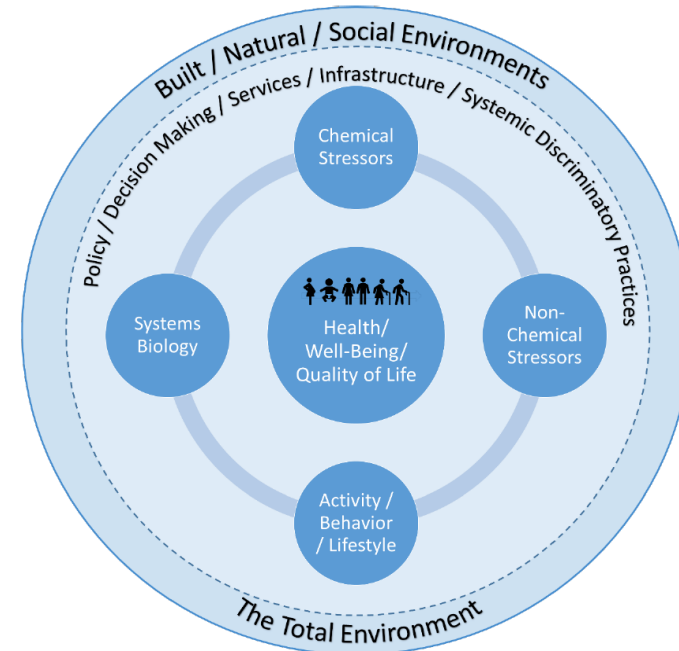 Built / Natural / Social Environments
Policy / Decision Making / Services / Infrastructure / Systemic Discriminatory Practices
Chemical
Stressors
Systems
Biology
Health/
Well-Being/
Quality of Life
Non-
Chemical
Stressors
Activity /
Behavior
/ Lifestyle
The Total Environment